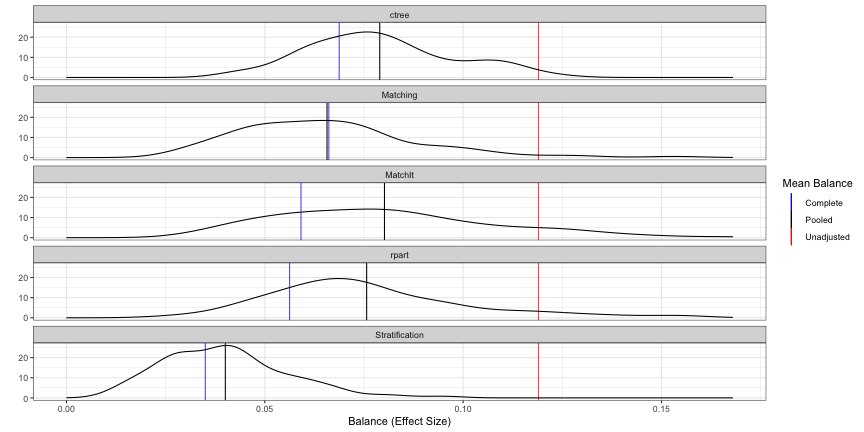 ctree
20
10
0
Matching
20
10
0
MatchIt
20
10
0
rpart
20
10
0
Stratification
20
10
0
0.00 0.05 0.10 0.15
Balance (Effect Size)
Mean Balance
Complete
Pooled
Unadjusted